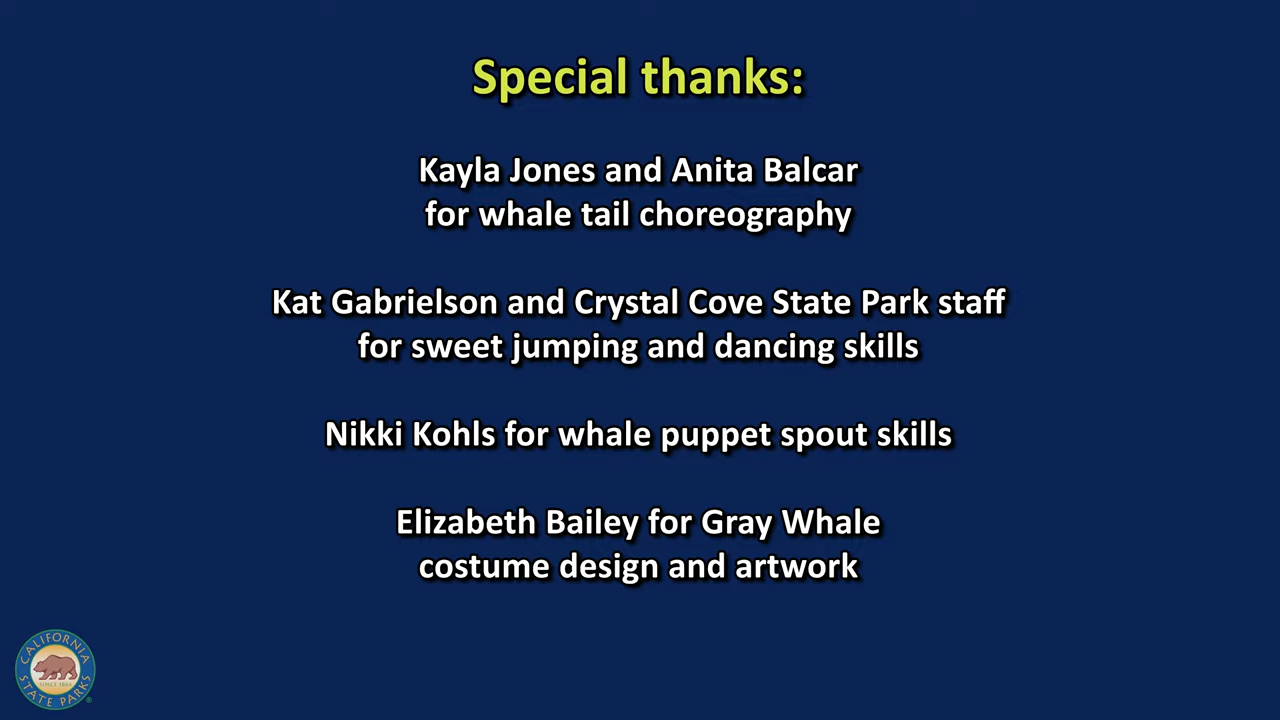 Special thanks:
Kayla Jones and Anita Balcar
for whale tail choreography
Kat Gabrielson and Crystal Cove State Park staff
for sweet jumping and dancing skills
Nikki Kohls for whale puppet spout skills
Elizabeth Bailey for Gray Whale
costume design and artwork
CALIFORNIA
SINCE 1864
STATE PARKS